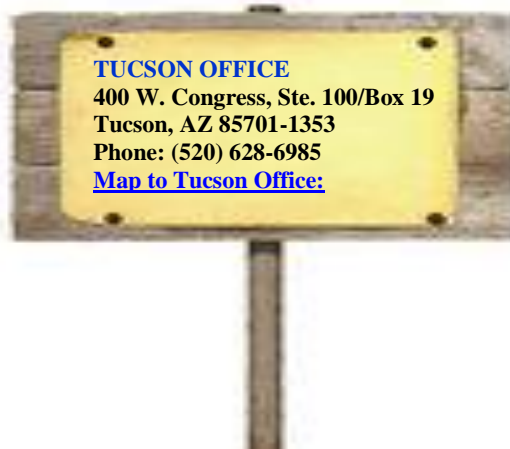 TUCSON OFFICE
400 W. Congress, Ste. 100/Box 19
Tucson, AZ 85701-1353
Phone: (520) 628-6985
Map to Tucson Office: